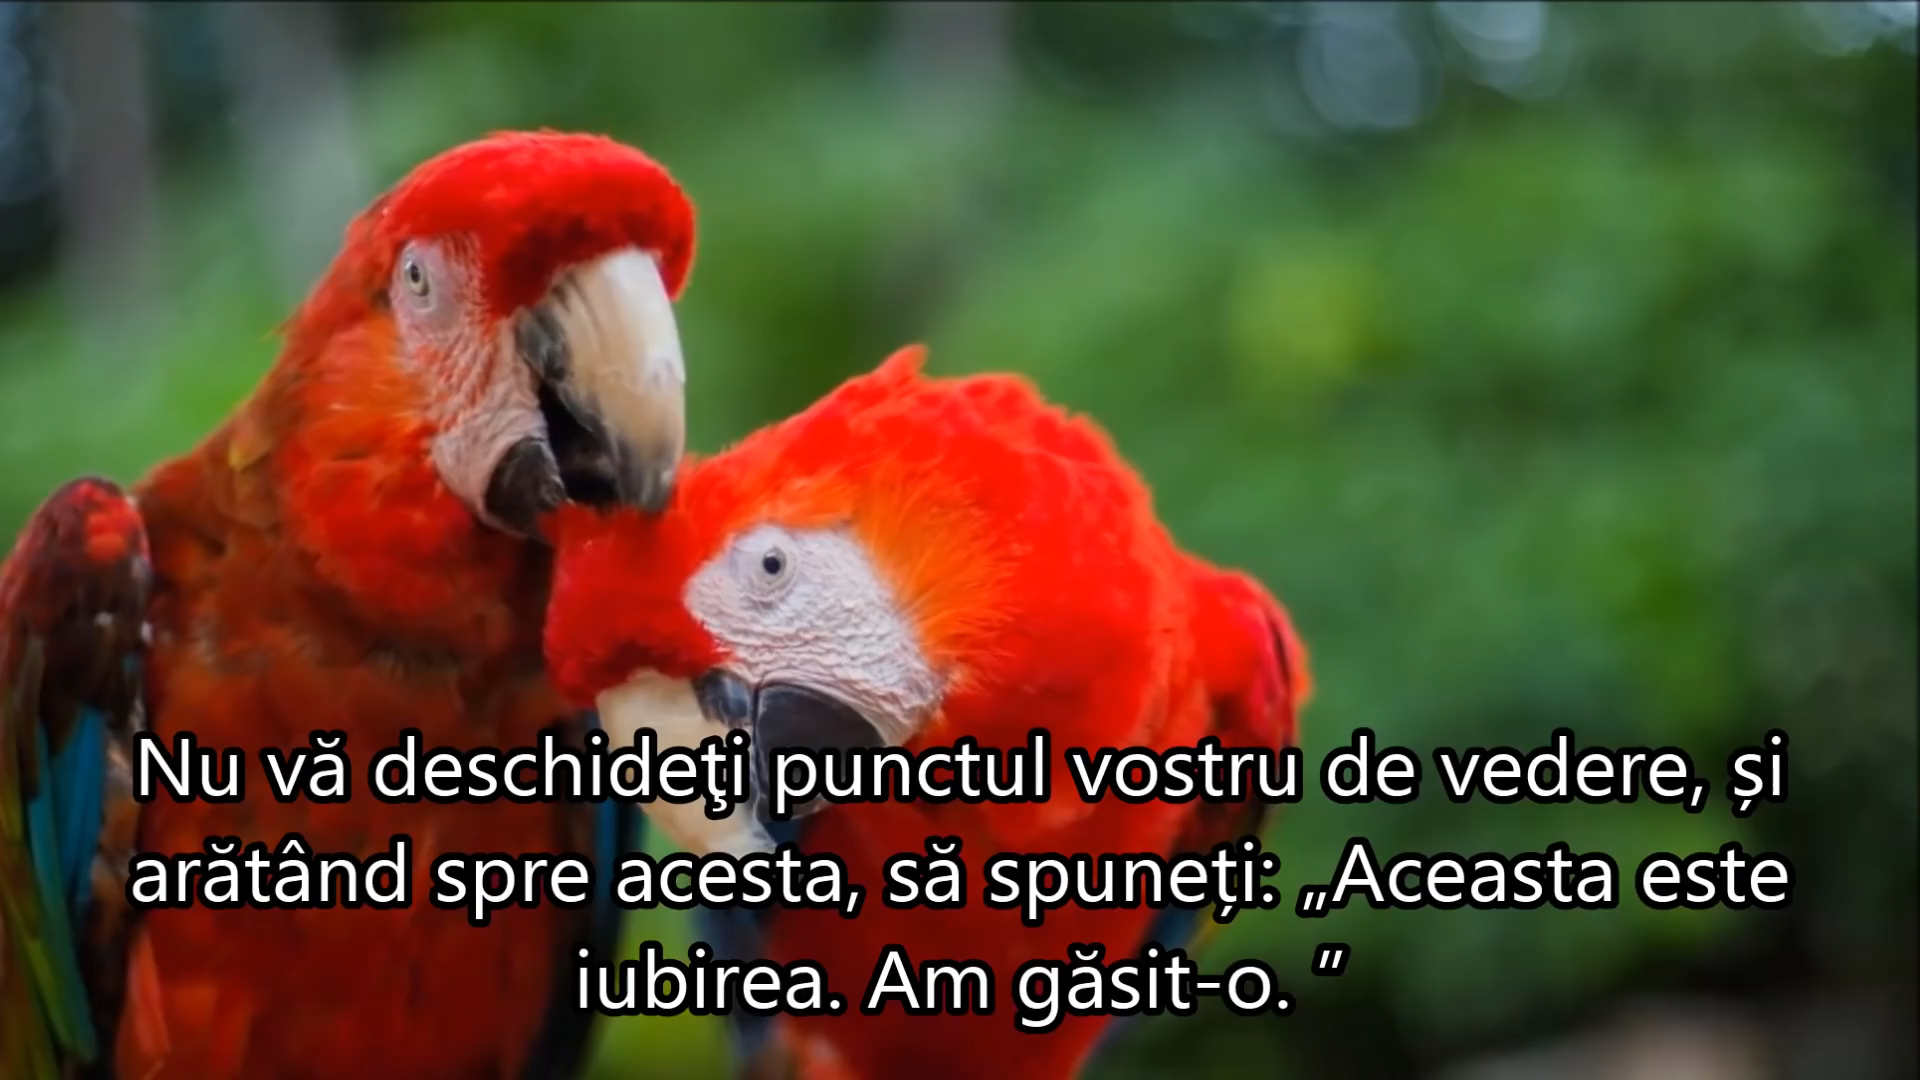 Nu vă deschideţi punctul vostru de vedere, și
arătând spre acesta, să spuneți: „Aceasta este
iubirea. Am găsit-o. ”